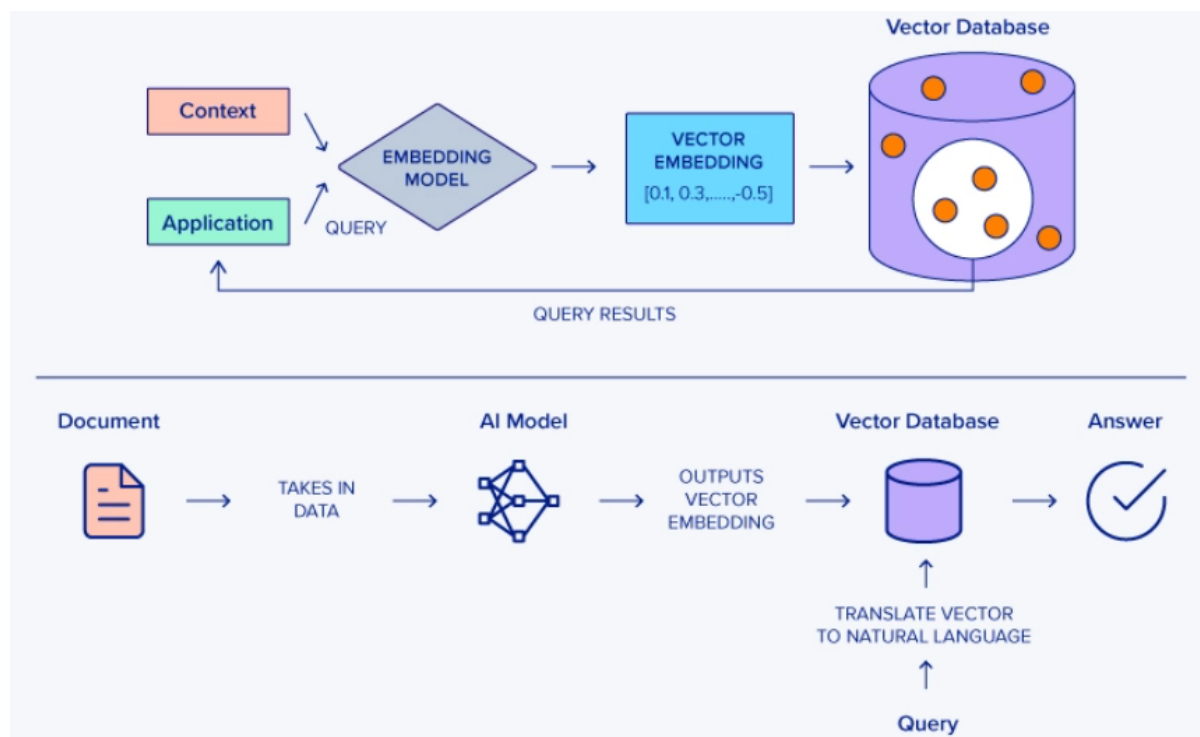 Vector Database
Context
EMBEDDING
MODEL
VECTOR
EMBEDDING
[0.1, 0.3,.....,-0.5]
Application
QUERY
QUERY RESULTS
Document
AI Model
Vector Database
Answer
TAKES IN
DATA
OUTPUTS
VECTOR
EMBEDDING
TRANSLATE VECTOR
TO NATURAL LANGUAGE
Query